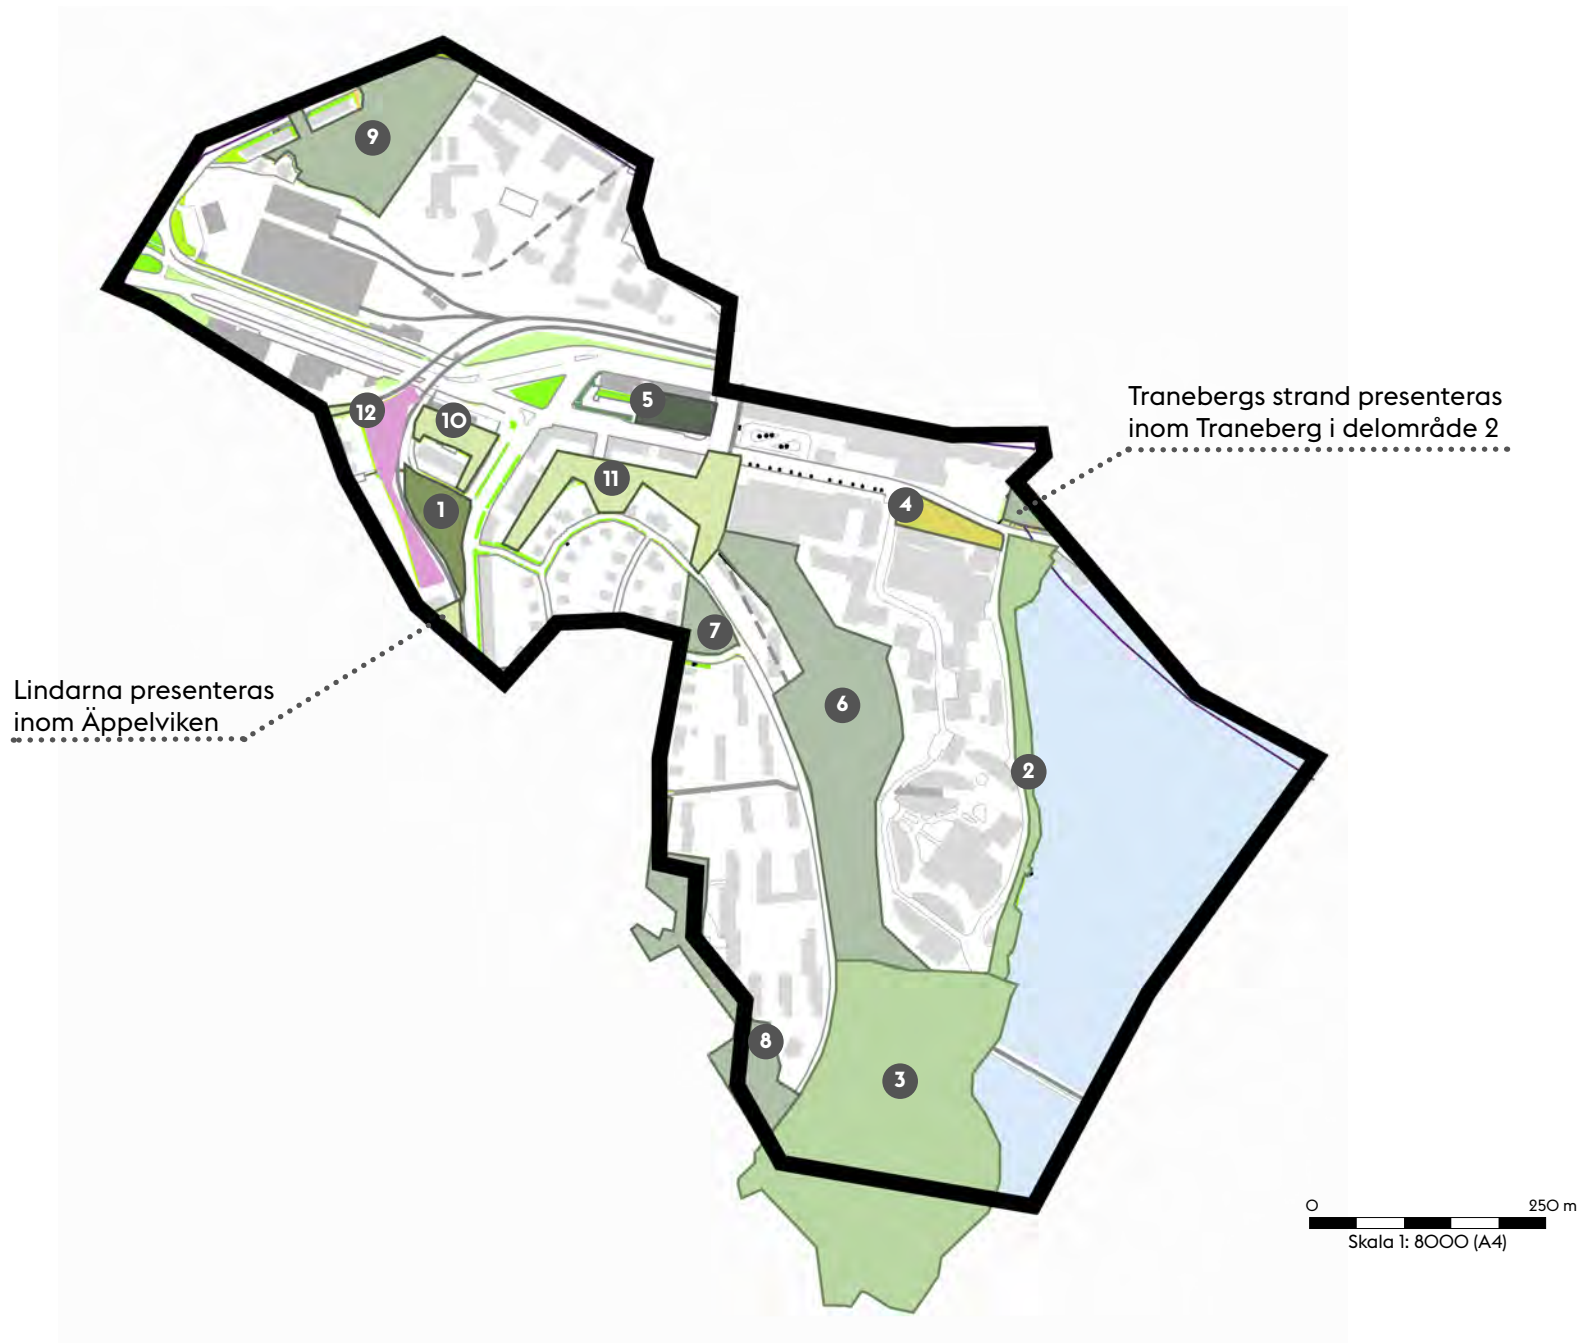 9
5
12
10
11
1
4
7
6
2
8
3
Tranebergs strand presenteras
inom Traneberg i delområde 2
Lindarna presenteras
inom Äppelviken
0 250 m
Skala 1: 8000 (A4)